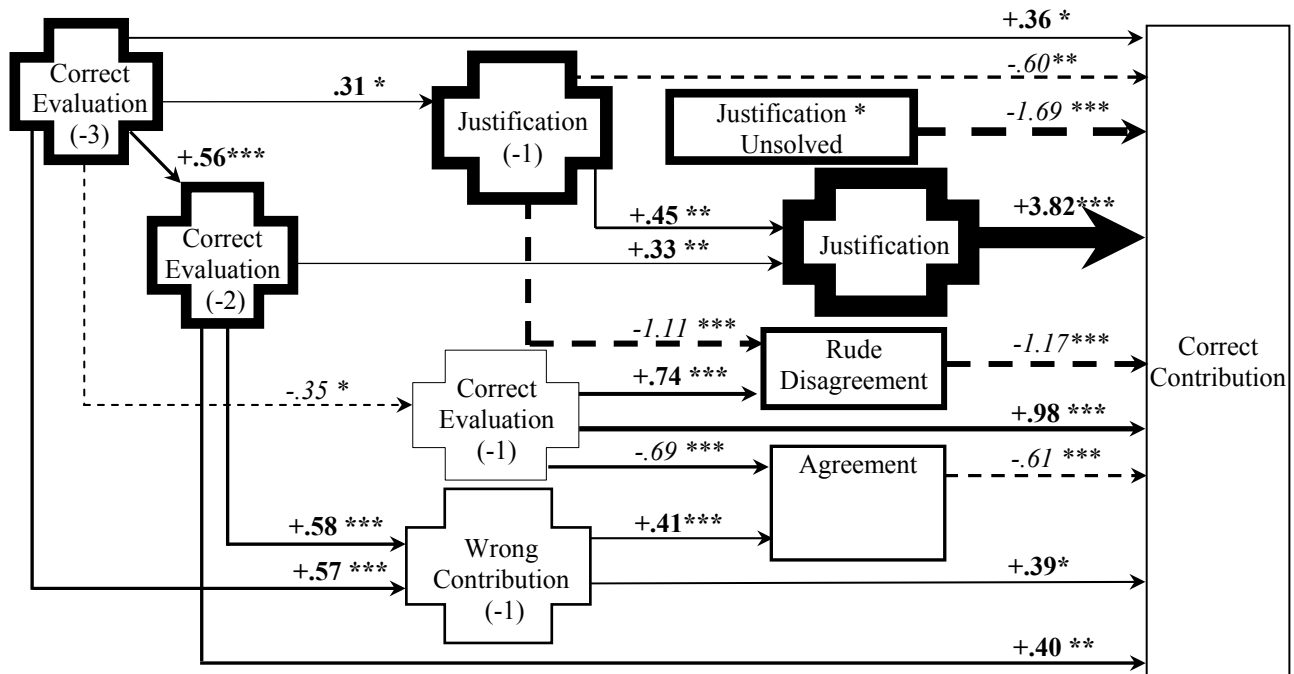 +.36 *
Correct
Evaluation
(-3)
.31 *
-.60**
Justification
(-1)
Justification *
Unsolved
-1.69 ***
+.56***
Correct
Evaluation
(-2)
+.45 **
+.33 **
Justification
+3.82***
-1.11 ***
Rude
Disagreement
-1.17***
Correct
Contribution
-.35 *
Correct
Evaluation
(-1)
+.74 ***
+.98 ***
-.69 ***
Agreement
-.61 ***
+.58 ***
+.57 ***
Wrong
Contribution
(-1)
+.41***
+.39*
+.40 **